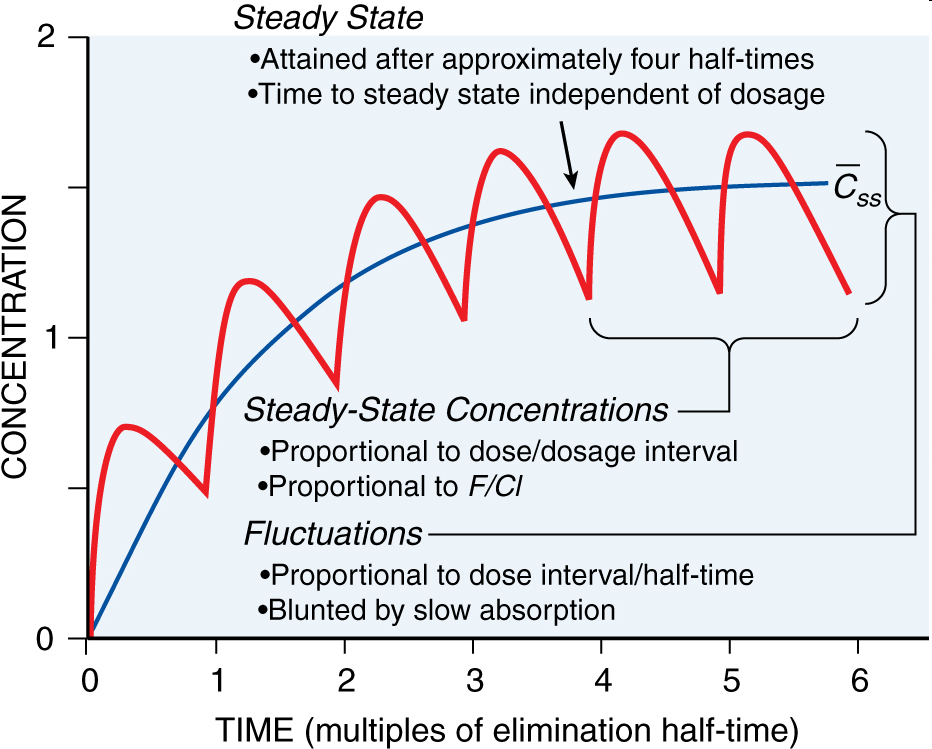 Steady State
•Attained after approximately four half-times
•Time to steady state independent of dosage
2
1
0
CONCENTRATION
C̅ss
Steady-State Concentrations
•Proportional to dose/dosage interval
•Proportional to F/Cl
Fluctuations
•Proportional to dose interval/half-time
•Blunted by slow absorption
0 1 2 3 4 5 6
TIME (multiples of elimination half-time)